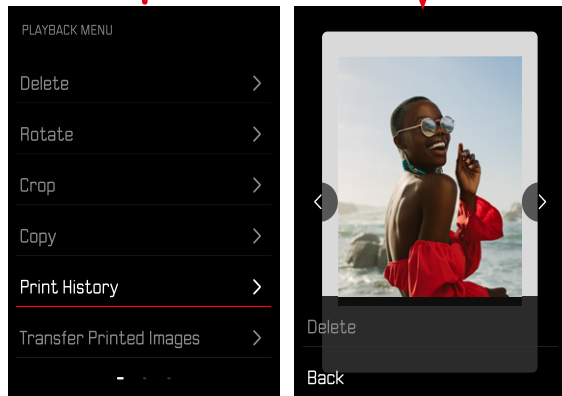 PLAYBACK MENU
Delete
Rotate
Crop
Copy
Print History
Transfer Printed Images
Delete
Back